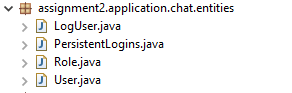 assignment2.application.chat.entities
LogUser.java
PersistentLogins.java
Role.java
User.java